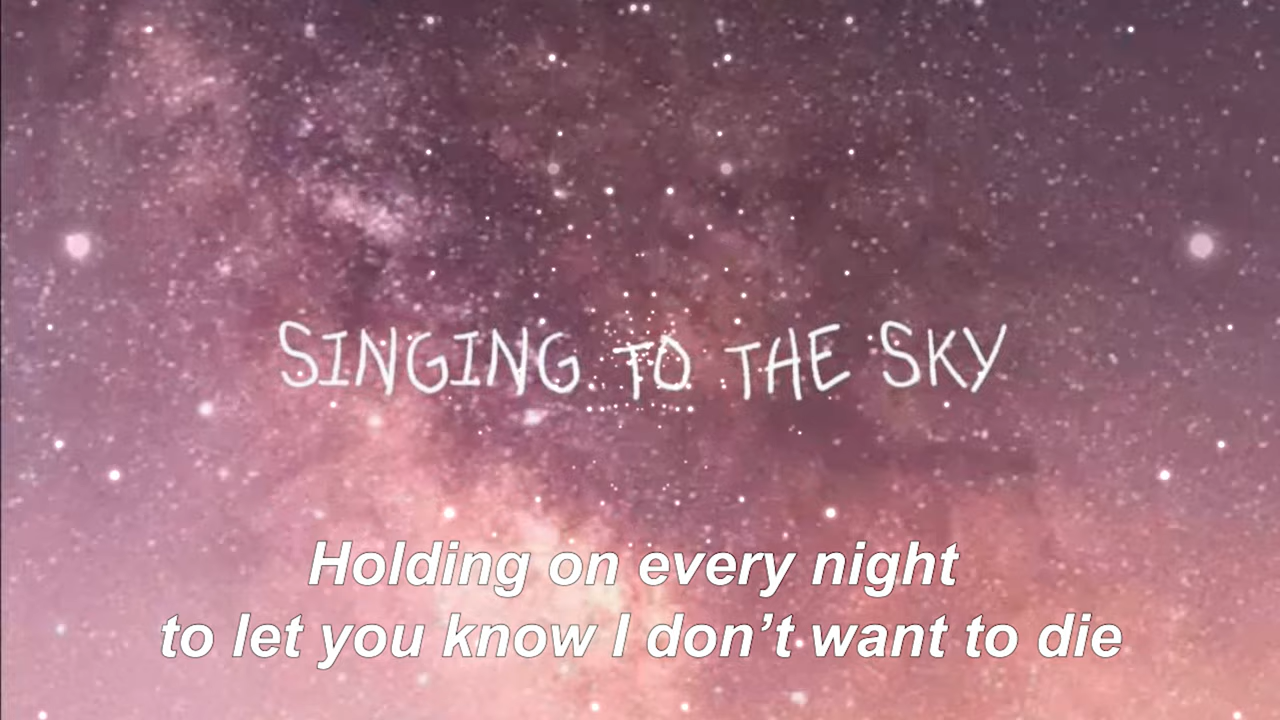 SINGING TO THE SKY
Holding on every night
to let you know I don’t want to die